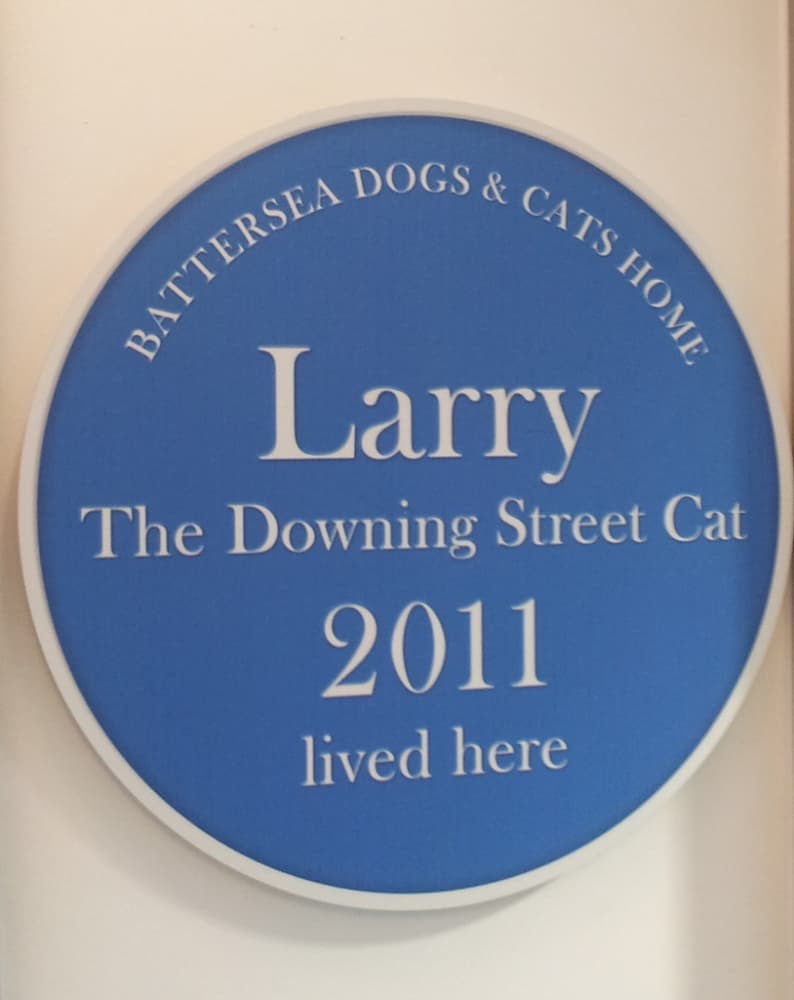 BATTERSEA DOGS & CATS HOME
Larry
The Downing Street Cat
2011
lived here